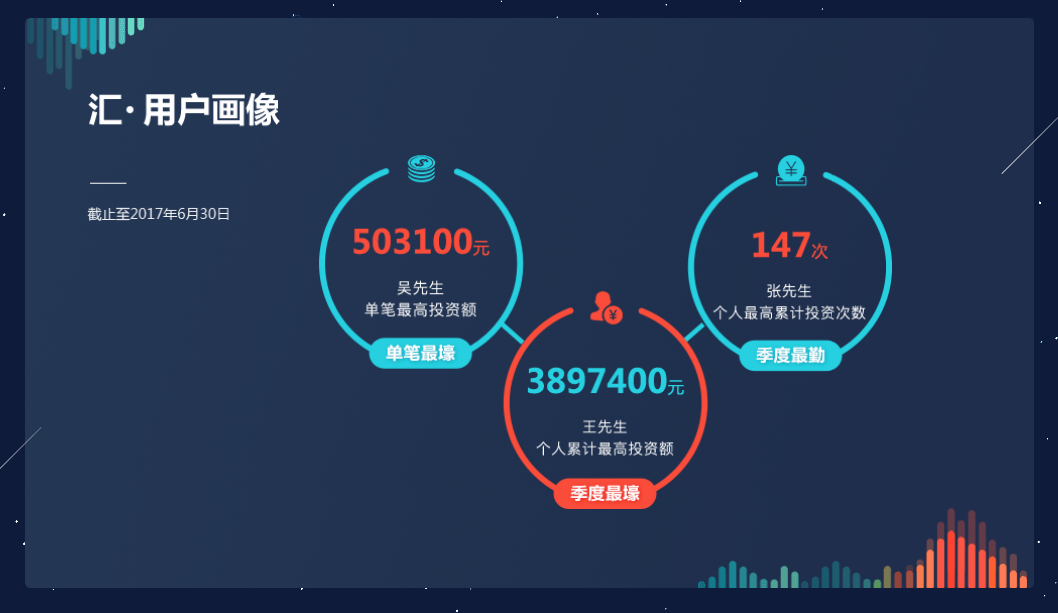 汇·用户画像
截止至2017年6月30日
503100元
吴先生
单笔最高投资额
单笔最壕
3897400元
王先生
个人累计最高投资额
季度最壕
147次
张先生
个人最高累计投资次数
季度最勤